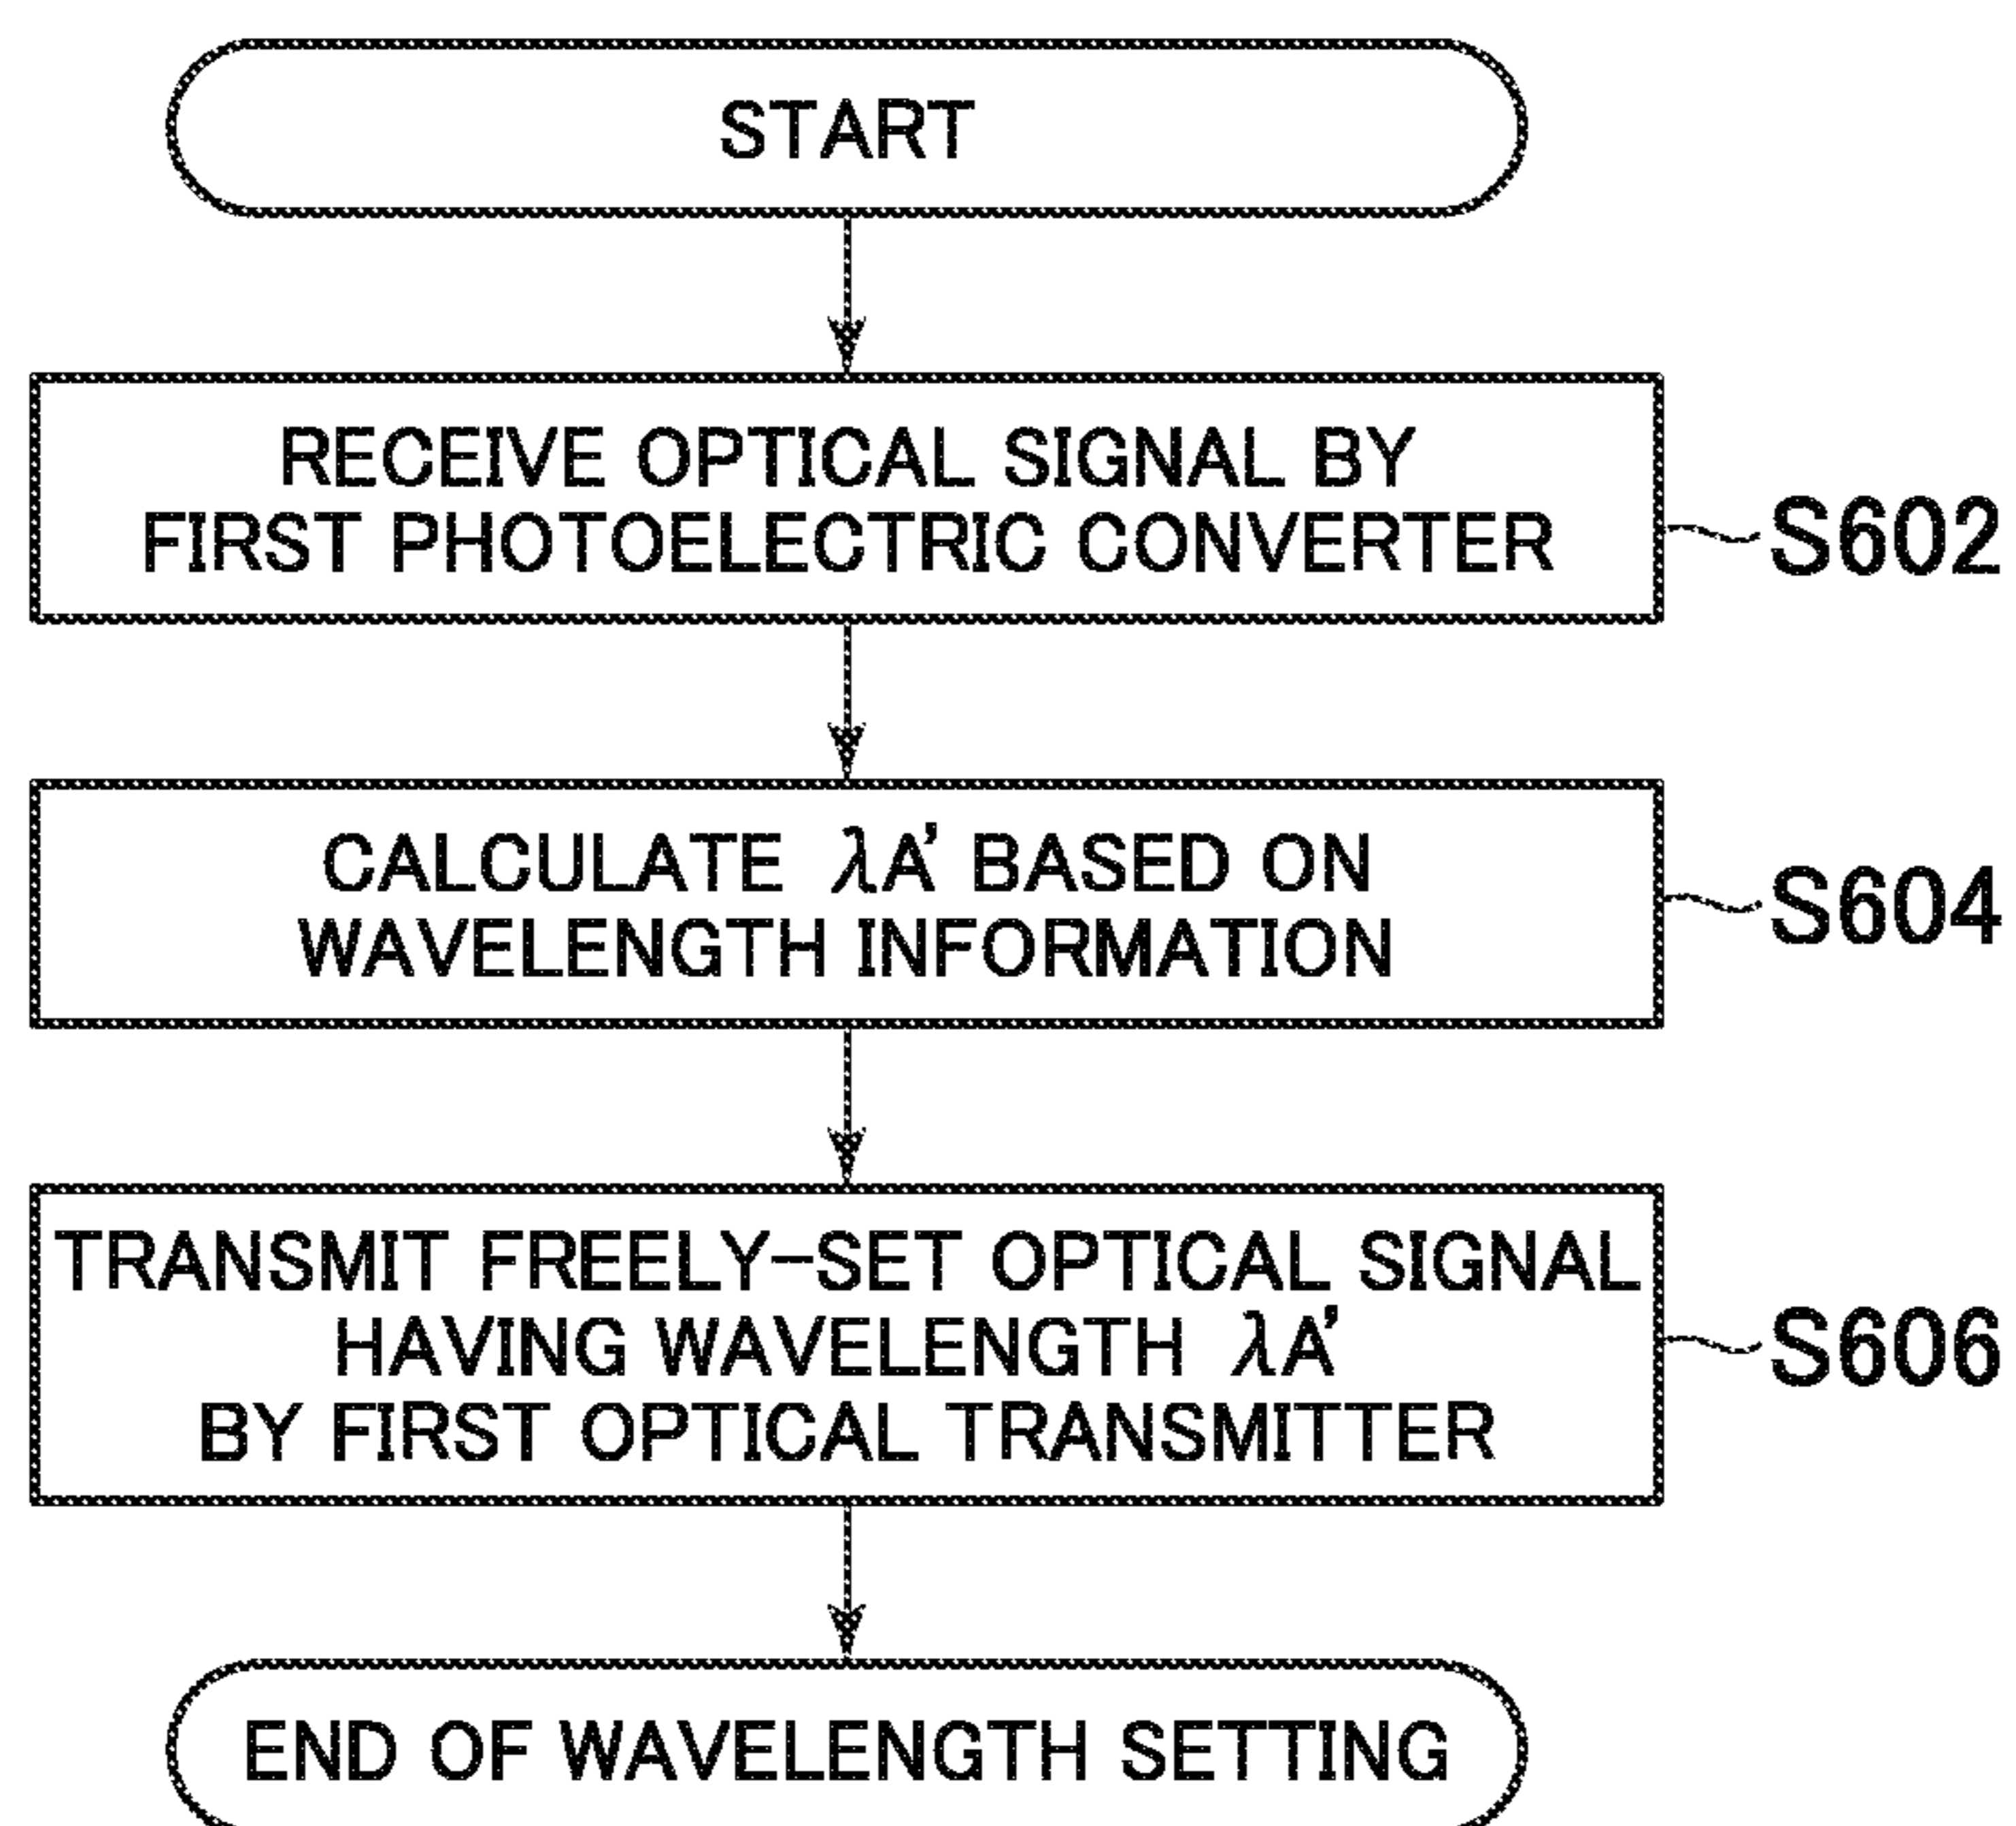 START
RECEIVE OPTICAL SIGNAL BY
FIRST PHOTOELECTRIC CONVERTER
S602
CALCULATE λA' BASED ON
WAVELENGTH INFORMATION
S604
TRANSMIT FREELY-SET OPTICAL SIGNAL
HAVING WAVELENGTH λA'
BY FIRST OPTICAL TRANSMITTER
S606
END OF WAVELENGTH SETTING